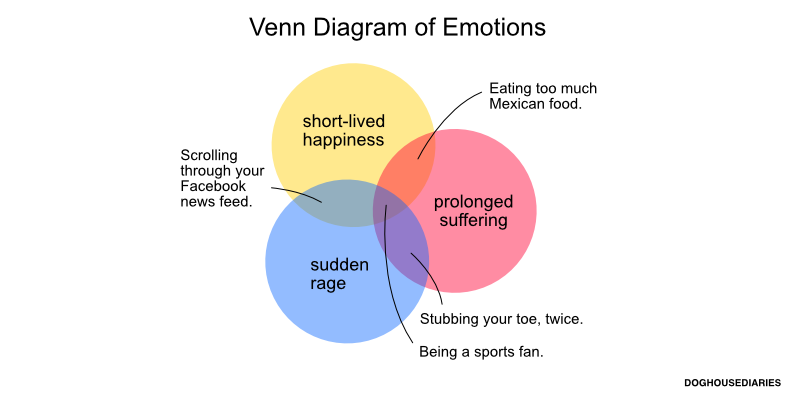 Venn Diagram of Emotions
Eating too much
Mexican food.
short-lived
happiness
Scrolling
through your
Facebook
news feed.
prolonged
suffering
sudden
rage
Stubbing your toe, twice.
Being a sports fan.
DOGHOUSEDIARIES